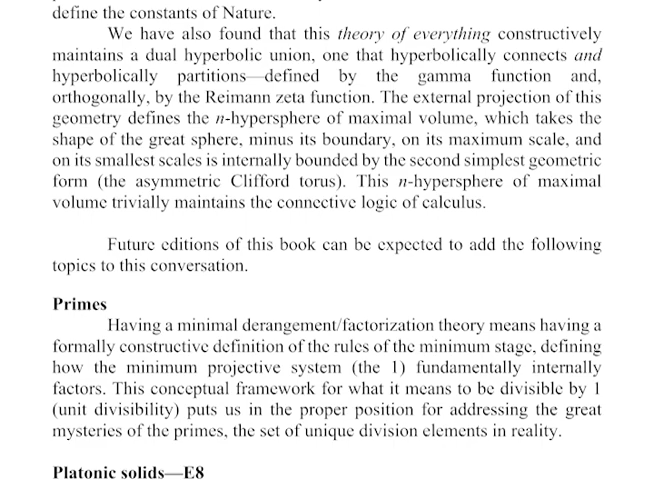 define the constants of Nature.
We have also found that this theory of everything constructively
maintains a dual hyperbolic union, one that hyperbolically connects and
hyperbolically partitions—defined by the gamma function and,
orthogonally, by the Reimann zeta function. The external projection of this
geometry defines the n-hypersphere of maximal volume, which takes the
shape of the great sphere, minus its boundary, on its maximum scale, and
on its smallest scales is internally bounded by the second simplest geometric
form (the asymmetric Clifford torus). This n-hypersphere of maximal
volume trivially maintains the connective logic of calculus.
Future editions of this book can be expected to add the following
topics to this conversation.
Primes
Having a minimal derangement/factorization theory means having a
formally constructive definition of the rules of the minimum stage, defining
how the minimum projective system (the 1) fundamentally internally
factors. This conceptual framework for what it means to be divisible by 1
(unit divisibility) puts us in the proper position for addressing the great
mysteries of the primes, the set of unique division elements in reality.
Platonic solids—E8